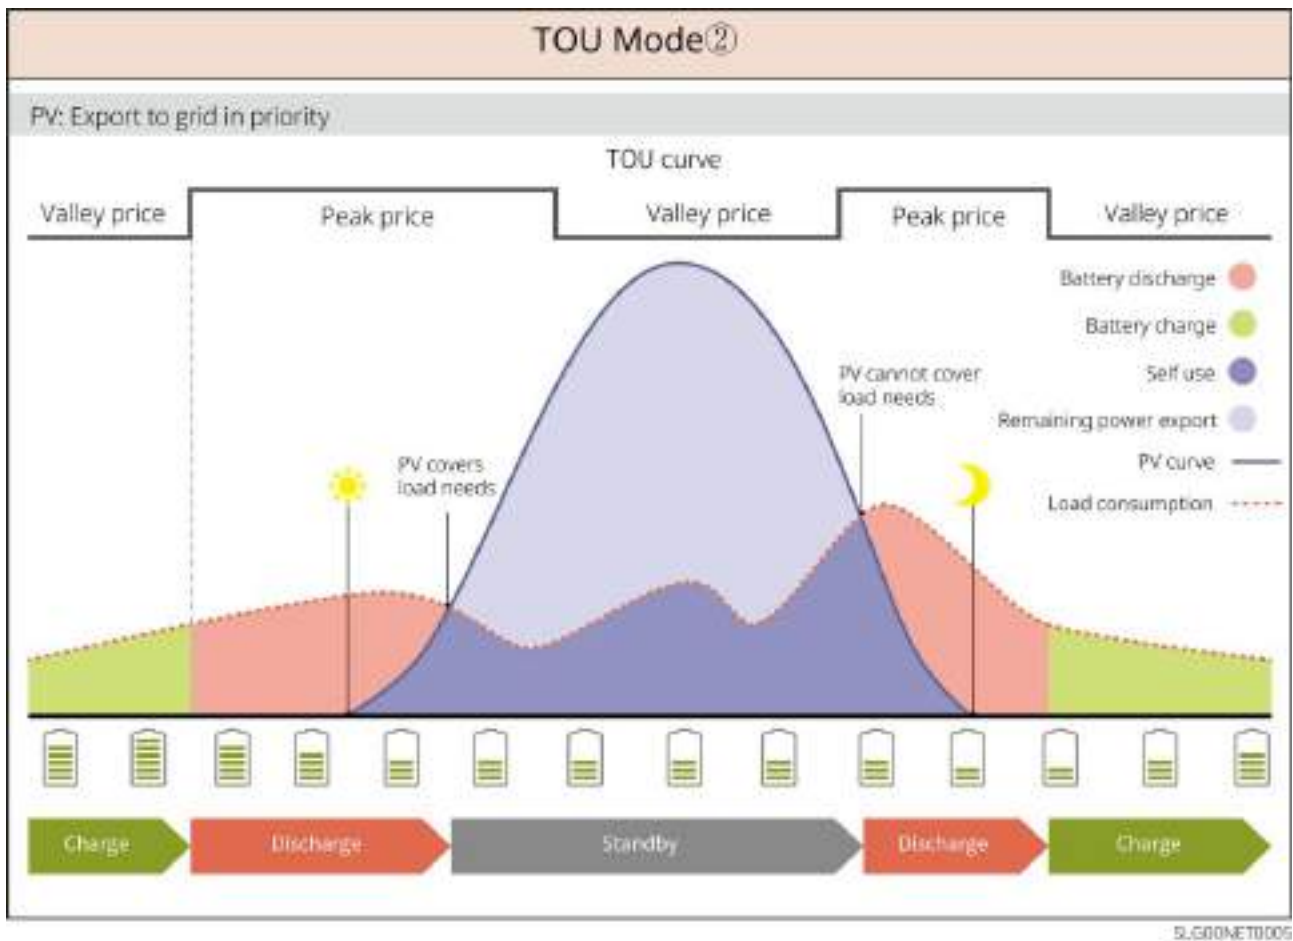 TOU Mode②
PV: Export to grid in priority
TOU curve
Valley price
Peak price
Valley price
Peak price
Valley price
Battery discharge
Battery charge
Self use
Remaining power export
PV curve
Load consumption
PV cannot cover
load needs
PV covers
load needs
Charge
Discharge
Standby
Discharge
Charge
SLG00NET0005